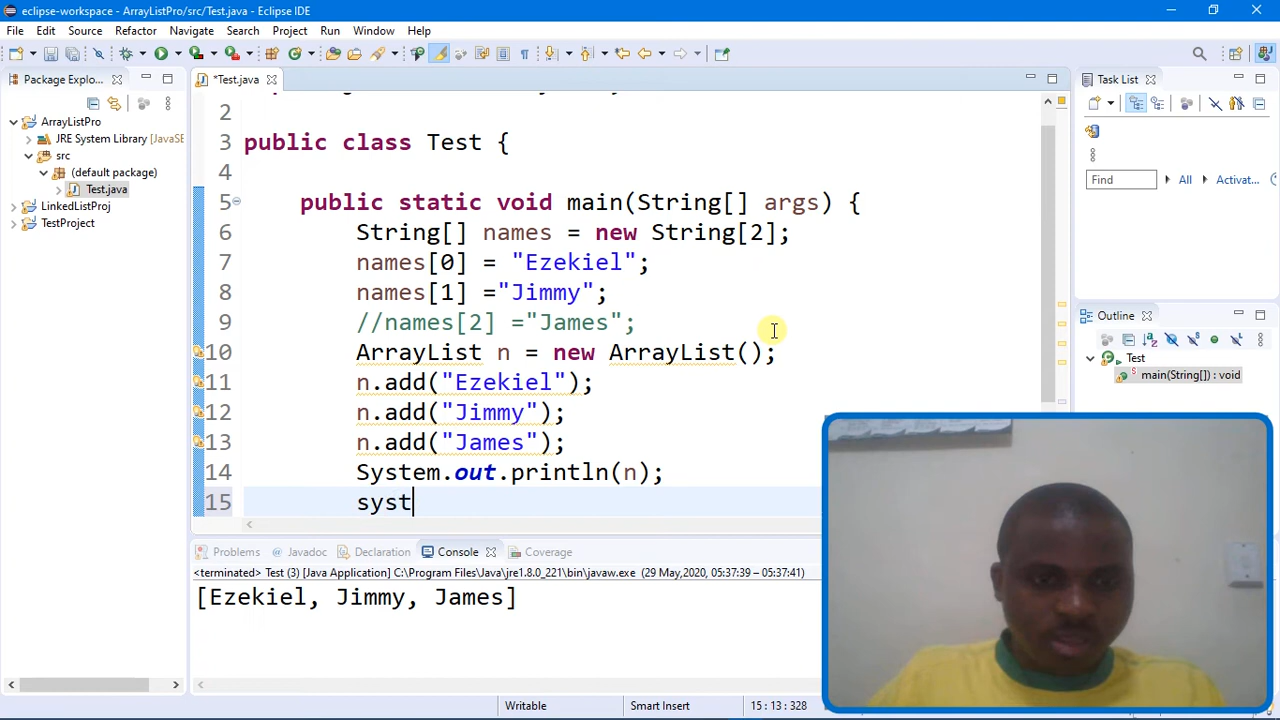 eclipse-workspace - ArrayListPro/src/Test.java - Eclipse IDE
File Edit Source Refactor Navigate Search Project Run Window Help
Package Explo...
ArrayListPro
JRE System Library [JavaSE
src
(default package)
Test.java
LinkedListProj
TestProject
*Test.java
2
3 public class Test {
4
5 public static void main(String[] args) {
6 String[] names = new String[2];
7 names[0] = "Ezekiel";
8 names[1] ="Jimmy";
9 //names[2] ="James";
10 ArrayList n = new ArrayList();
11 n.add("Ezekiel");
12 n.add("Jimmy");
13 n.add("James");
14 System.out.println(n);
15 syst
Problems Javadoc Declaration Console Coverage
<terminated> Test (3) [Java Application] C:\Program Files\Java\jre1.8.0_221\bin\javaw.exe (29 May,2020, 05:37:39 – 05:37:41)
[Ezekiel, Jimmy, James]
Task List
Find All Activat...
Outline
Test
main(String[]) : void
Writable Smart Insert 15 : 13 : 328